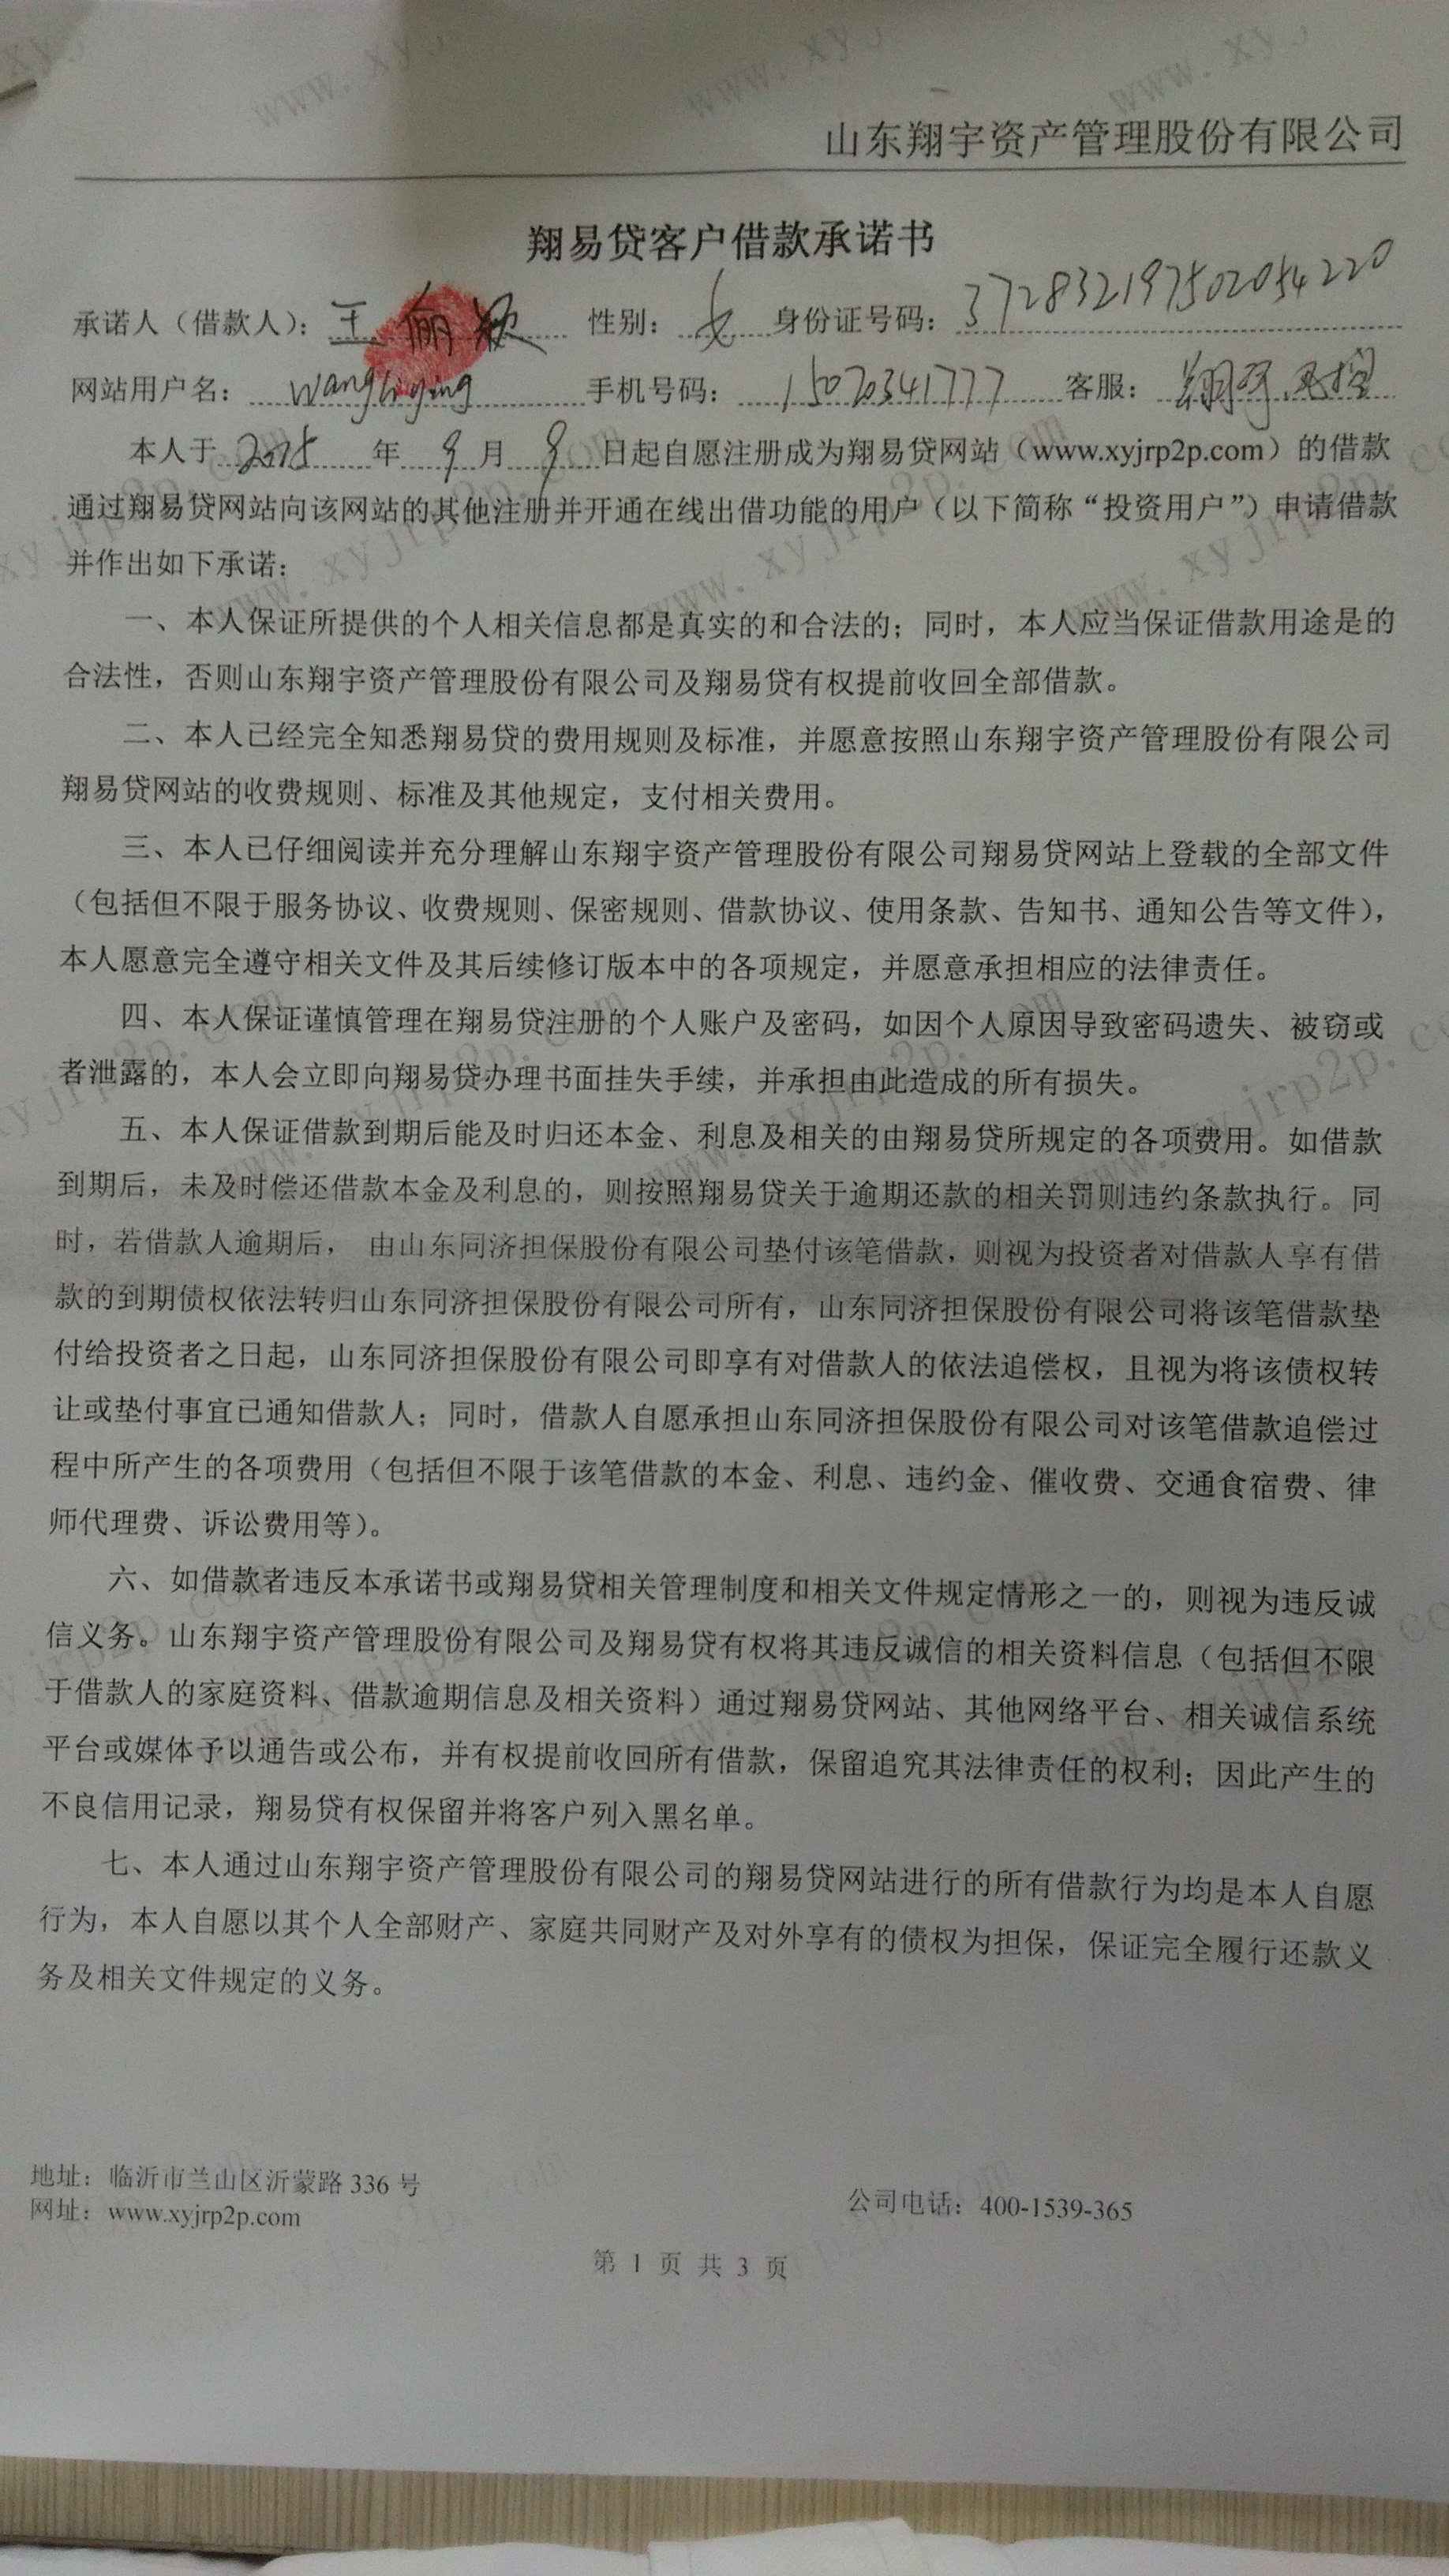 山东翔宇资产管理股份有限公司
翔易贷客户借款承诺书
承诺人（借款人）：王俪颖 性别：女 身份证号码：372832197502054220
网站用户名：wangliying 手机号码：15020341777 客服：翔宇风控
本人于 2015 年 9 月 9 日起自愿注册成为翔易贷网站（www.xyjrp2p.com）的借款
通过翔易贷网站向该网站的其他注册并开通在线出借功能的用户（以下简称“投资用户”）申请借款
并作出如下承诺：
一、本人保证所提供的个人相关信息都是真实的和合法的；同时，本人应当保证借款用途是的
合法性，否则山东翔宇资产管理股份有限公司及翔易贷有权提前收回全部借款。
二、本人已经完全知悉翔易贷的费用规则及标准，并愿意按照山东翔宇资产管理股份有限公司
翔易贷网站的收费规则、标准及其他规定，支付相关费用。
三、本人已仔细阅读并充分理解山东翔宇资产管理股份有限公司翔易贷网站上登载的全部文件
（包括但不限于服务协议、收费规则、保密规则、借款协议、使用条款、告知书、通知公告等文件），
本人愿意完全遵守相关文件及其后续修订版本中的各项规定，并愿意承担相应的法律责任。
四、本人保证谨慎管理在翔易贷注册的个人账户及密码，如因个人原因导致密码遗失、被窃或
者泄露的，本人会立即向翔易贷办理书面挂失手续，并承担由此造成的所有损失。
五、本人保证借款到期后能及时归还本金、利息及相关的由翔易贷所规定的各项费用。如借款
到期后，未及时偿还借款本金及利息的，则按照翔易贷关于逾期还款的相关罚则违约条款执行。同
时，若借款人逾期后， 由山东同济担保股份有限公司垫付该笔借款，则视为投资者对借款人享有借
款的到期债权依法转归山东同济担保股份有限公司所有，山东同济担保股份有限公司将该笔借款垫
付给投资者之日起，山东同济担保股份有限公司即享有对借款人的依法追偿权，且视为将该债权转
让或垫付事宜已通知借款人；同时，借款人自愿承担山东同济担保股份有限公司对该笔借款追偿过
程中所产生的各项费用（包括但不限于该笔借款的本金、利息、违约金、催收费、交通食宿费、律
师代理费、诉讼费用等）。
六、如借款者违反本承诺书或翔易贷相关管理制度和相关文件规定情形之一的，则视为违反诚
信义务。山东翔宇资产管理股份有限公司及翔易贷有权将其违反诚信的相关资料信息（包括但不限
于借款人的家庭资料、借款逾期信息及相关资料）通过翔易贷网站、其他网络平台、相关诚信系统
平台或媒体予以通告或公布，并有权提前收回所有借款，保留追究其法律责任的权利；因此产生的
不良信用记录，翔易贷有权保留并将客户列入黑名单。
七、本人通过山东翔宇资产管理股份有限公司的翔易贷网站进行的所有借款行为均是本人自愿
行为，本人自愿以其个人全部财产、家庭共同财产及对外享有的债权为担保，保证完全履行还款义
务及相关文件规定的义务。
地址：临沂市兰山区沂蒙路 336 号
网址：www.xyjrp2p.com
公司电话：400-1539-365
第 1 页 共 3 页